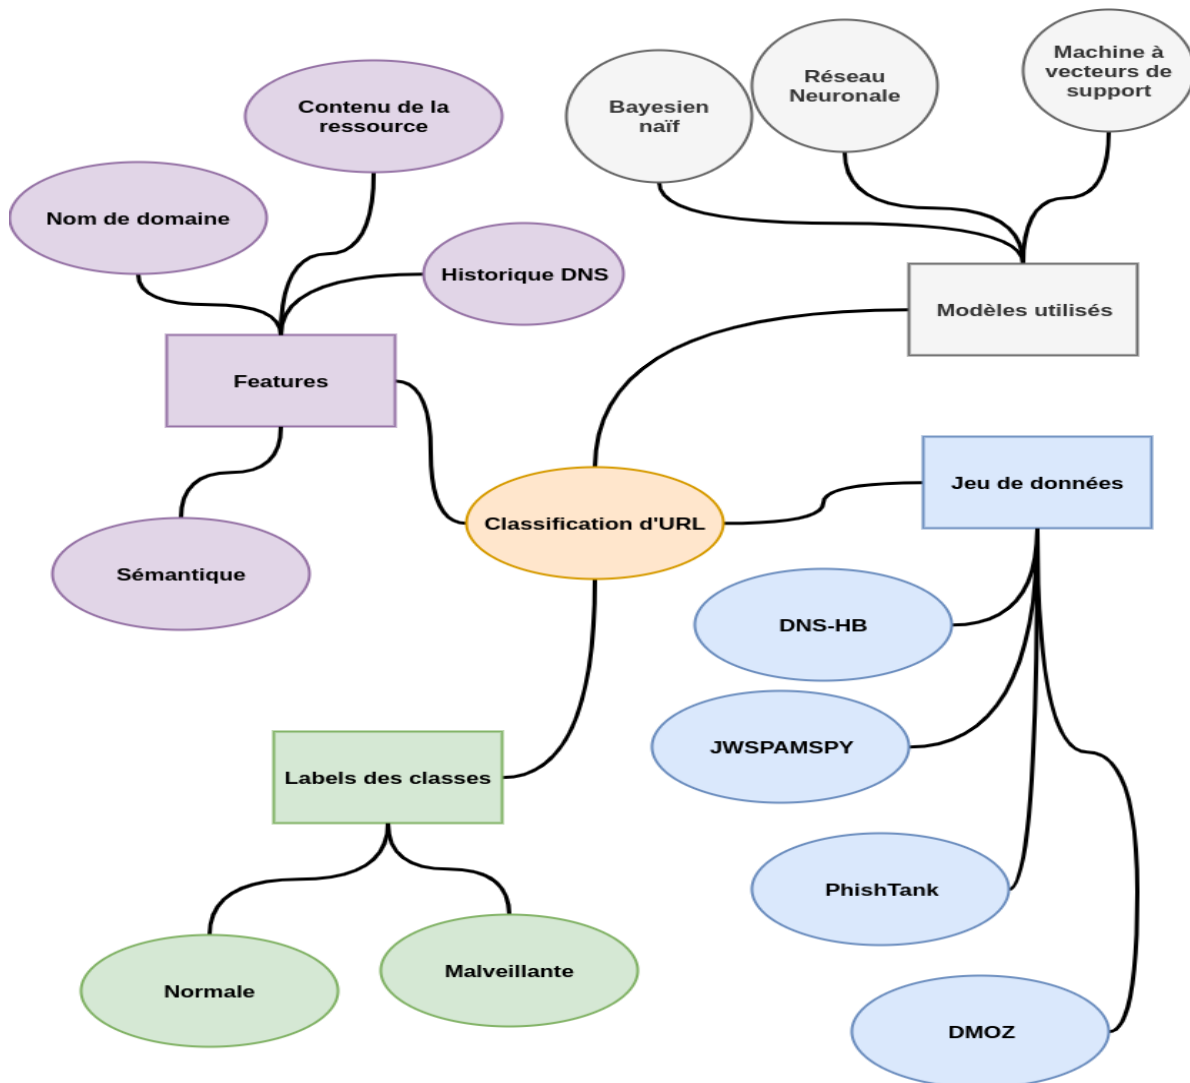 Machine à
vecteurs de
support
Réseau
Neuronale
Bayesien
naïf
Contenu de la
ressource
Nom de domaine
Historique DNS
Modèles utilisés
Features
Jeu de données
Classification d'URL
Sémantique
DNS-HB
JWSPAMSPY
Labels des classes
PhishTank
Malveillante
Normale
DMOZ